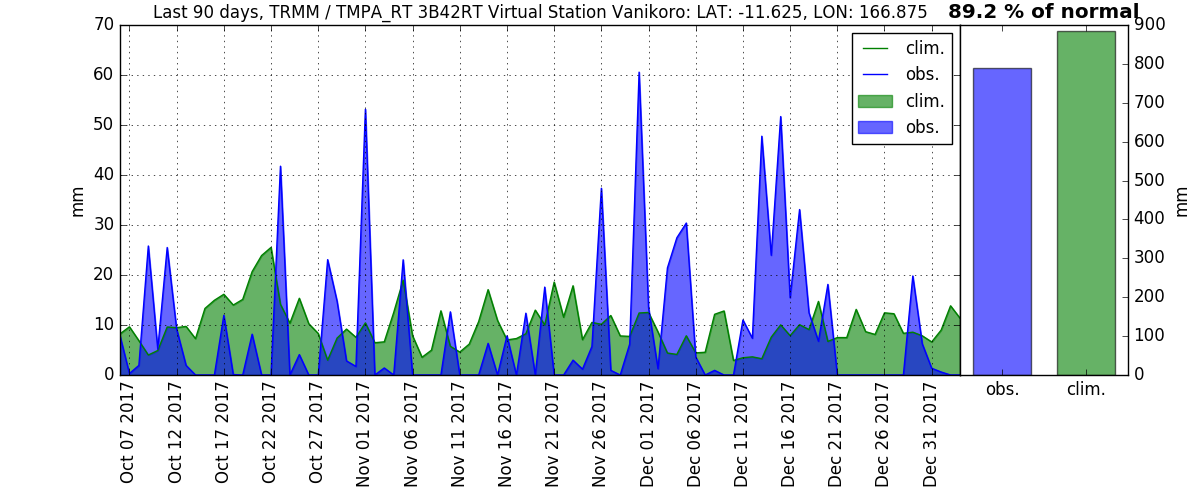 Last 90 days, TRMM / TMPA_RT 3B42RT Virtual Station Vanikoro: LAT: -11.625, LON: 166.875
89.2 % of normal
70
60
50
40
30
20
10
0
mm
clim.
obs.
clim.
obs.
Oct 07 2017
Oct 12 2017
Oct 17 2017
Oct 22 2017
Oct 27 2017
Nov 01 2017
Nov 06 2017
Nov 11 2017
Nov 16 2017
Nov 21 2017
Nov 26 2017
Dec 01 2017
Dec 06 2017
Dec 11 2017
Dec 16 2017
Dec 21 2017
Dec 26 2017
Dec 31 2017
900
800
700
600
500
400
300
200
100
0
mm
obs.
clim.